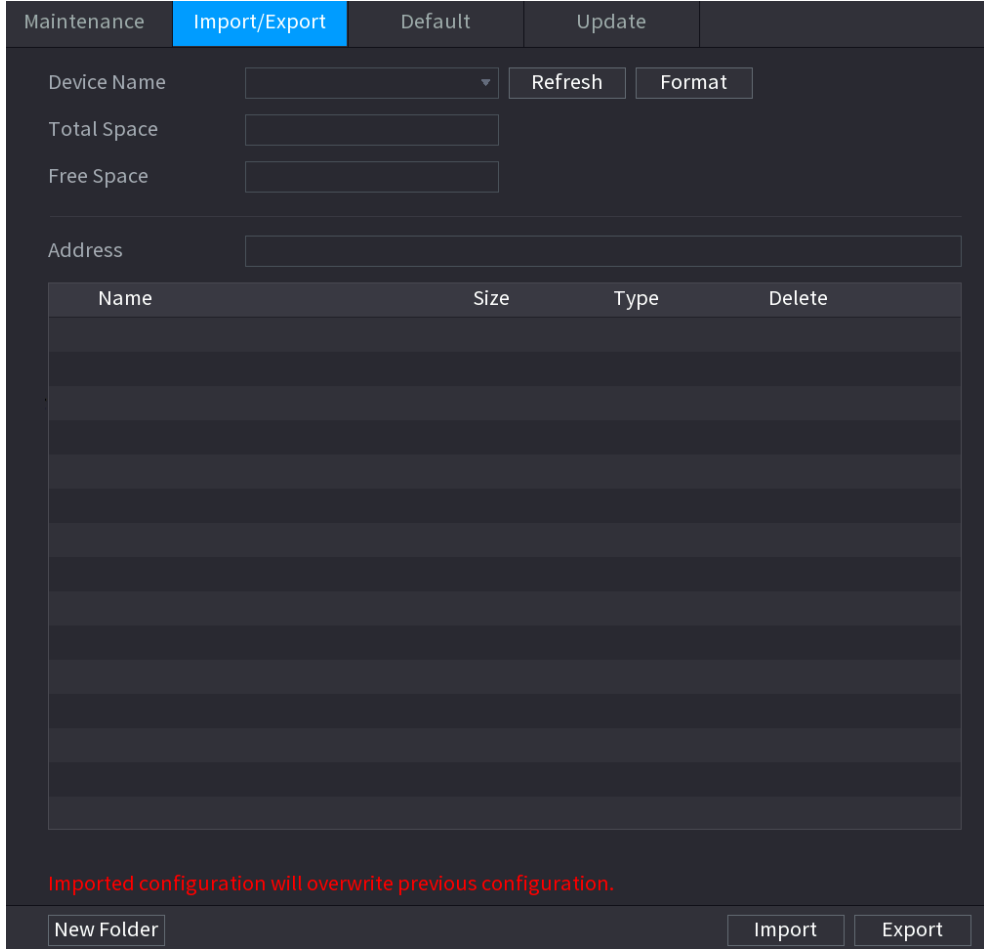 Maintenance Import/Export Default Update
Device Name Refresh Format
Total Space
Free Space
Address
Name Size Type Delete
Imported configuration will overwrite previous configuration.
New Folder Import Export